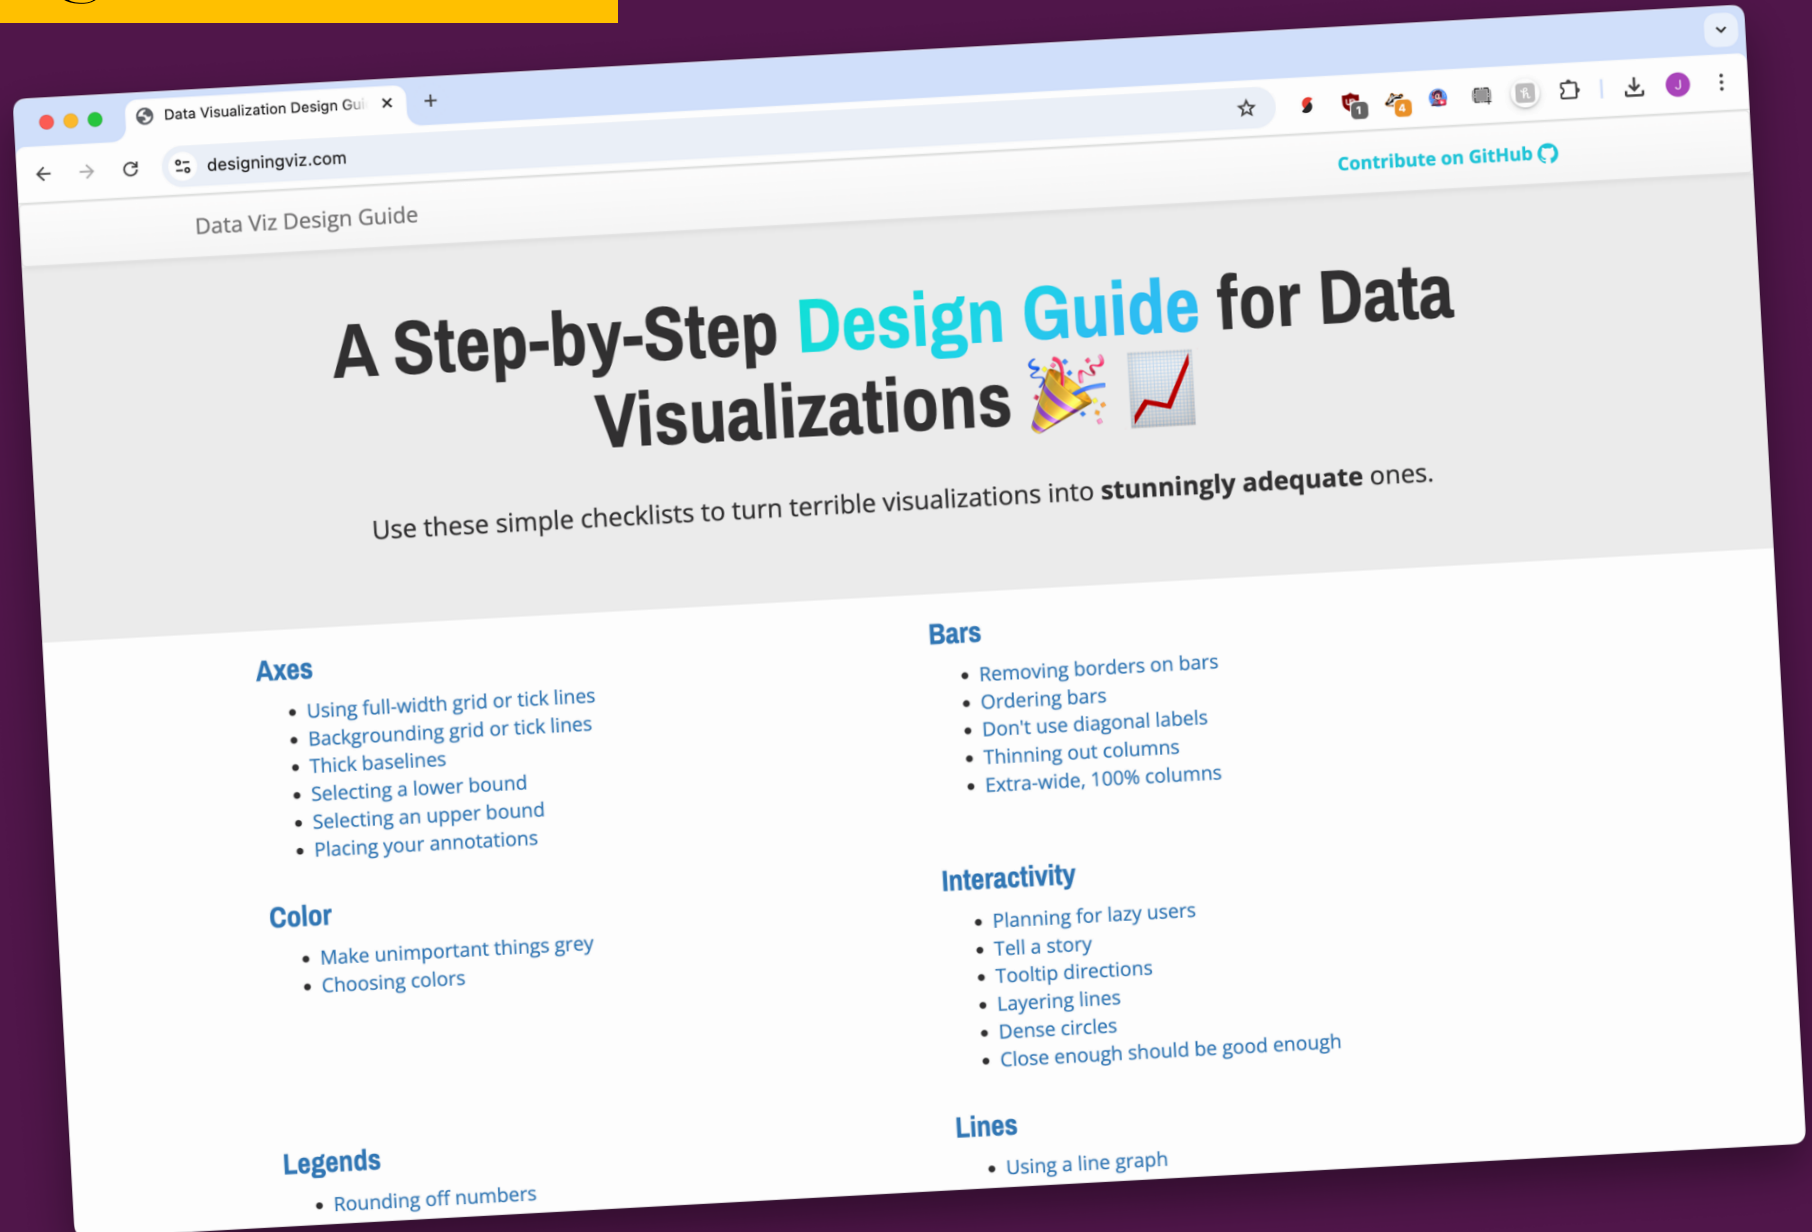 Data Visualization Design Gui
designingviz.com
1
4
J
Data Viz Design Guide
Contribute on GitHub
A Step-by-Step Design Guide for Data
Visualizations
Use these simple checklists to turn terrible visualizations into stunningly adequate ones.
Axes
Using full-width grid or tick lines
Backgrounding grid or tick lines
Thick baselines
Selecting a lower bound
Selecting an upper bound
Placing your annotations
Bars
Removing borders on bars
Ordering bars
Don't use diagonal labels
Thinning out columns
Extra-wide, 100% columns
Color
Make unimportant things grey
Choosing colors
Interactivity
Planning for lazy users
Tell a story
Tooltip directions
Layering lines
Dense circles
Close enough should be good enough
Legends
Rounding off numbers
Lines
Using a line graph